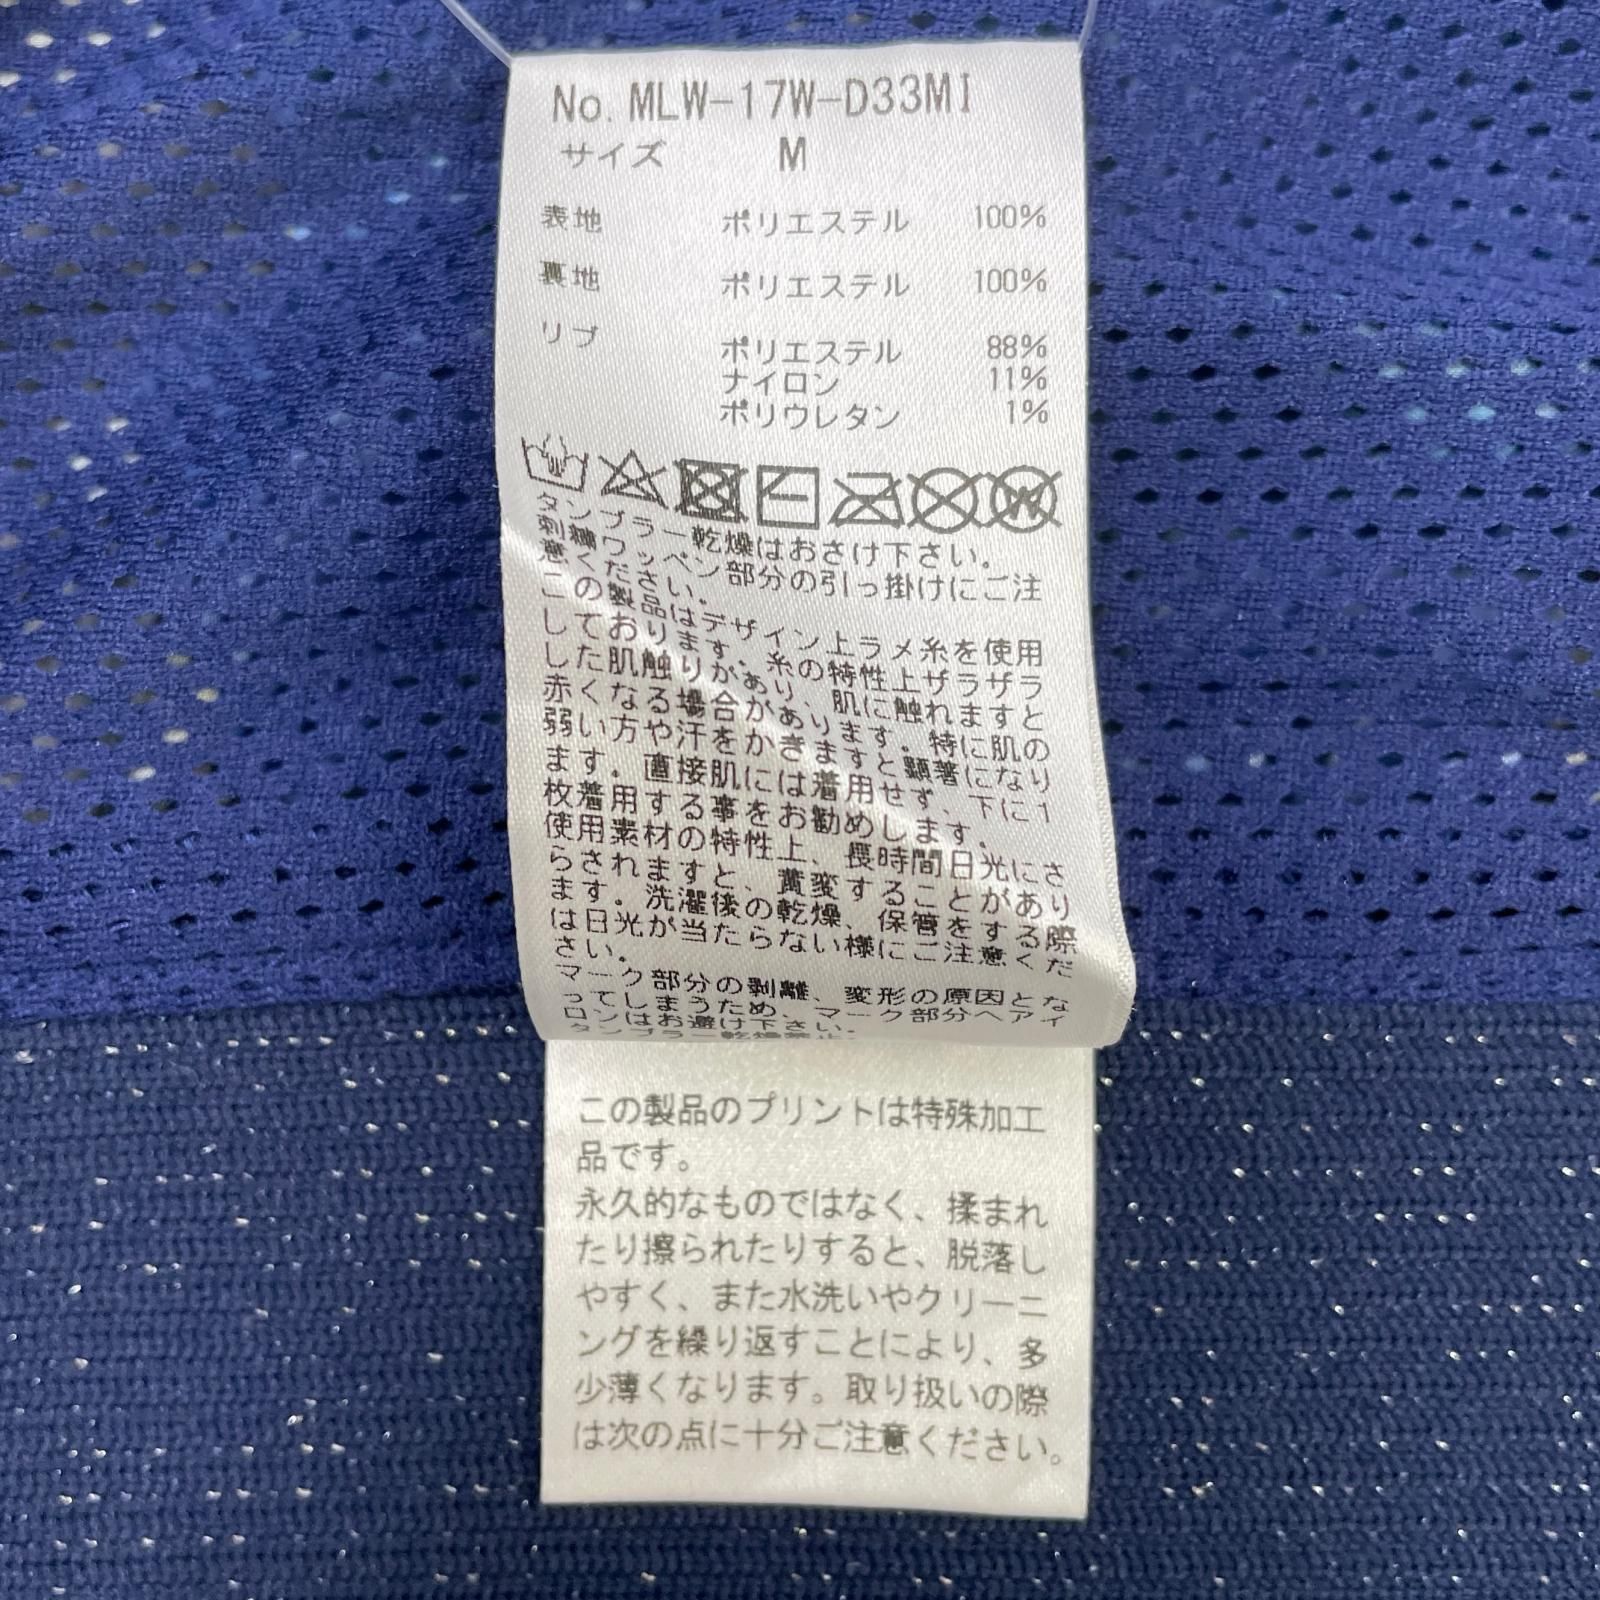 No. MLW-17W-D33MI
サイズ M
表地 ポリエステル 100%
裏地 ポリエステル 100%
リブ ポリエステル 88%
ナイロン 11%
ポリウレタン 1%
W
タンブラー乾燥はおさけ下さい。
刺繍ワッペン部分の引っ掛けにご注
意ください。
この製品はデザイン上ラメ糸を使用
しております。糸の特性上ザラザラ
した肌触りがあり、肌に触れますと
赤くなる場合があります。特に肌の
弱い方や汗をかきますと顕著になり
ます。直接肌には着用せず、下に1
枚着用する事をお勧めします。
使用素材の特性上、長時間日光にさ
らされますと、黄変することがあり
ます。洗濯後の乾燥、保管をする際
は日光が当たらない様にご注意くだ
さい。
マーク部分の剥離、変形の原因とな
ってしまうため、マーク部分へアイ
ロンはお避け下さい。
タンブラー乾燥禁止。
この製品のプリントは特殊加工
品です。
永久的なものではなく、揉まれ
たり擦られたりすると、脱落し
やすく、また水洗いやクリーニ
ングを繰り返すことにより、多
少薄くなります。取り扱いの際
は次の点に十分ご注意ください。